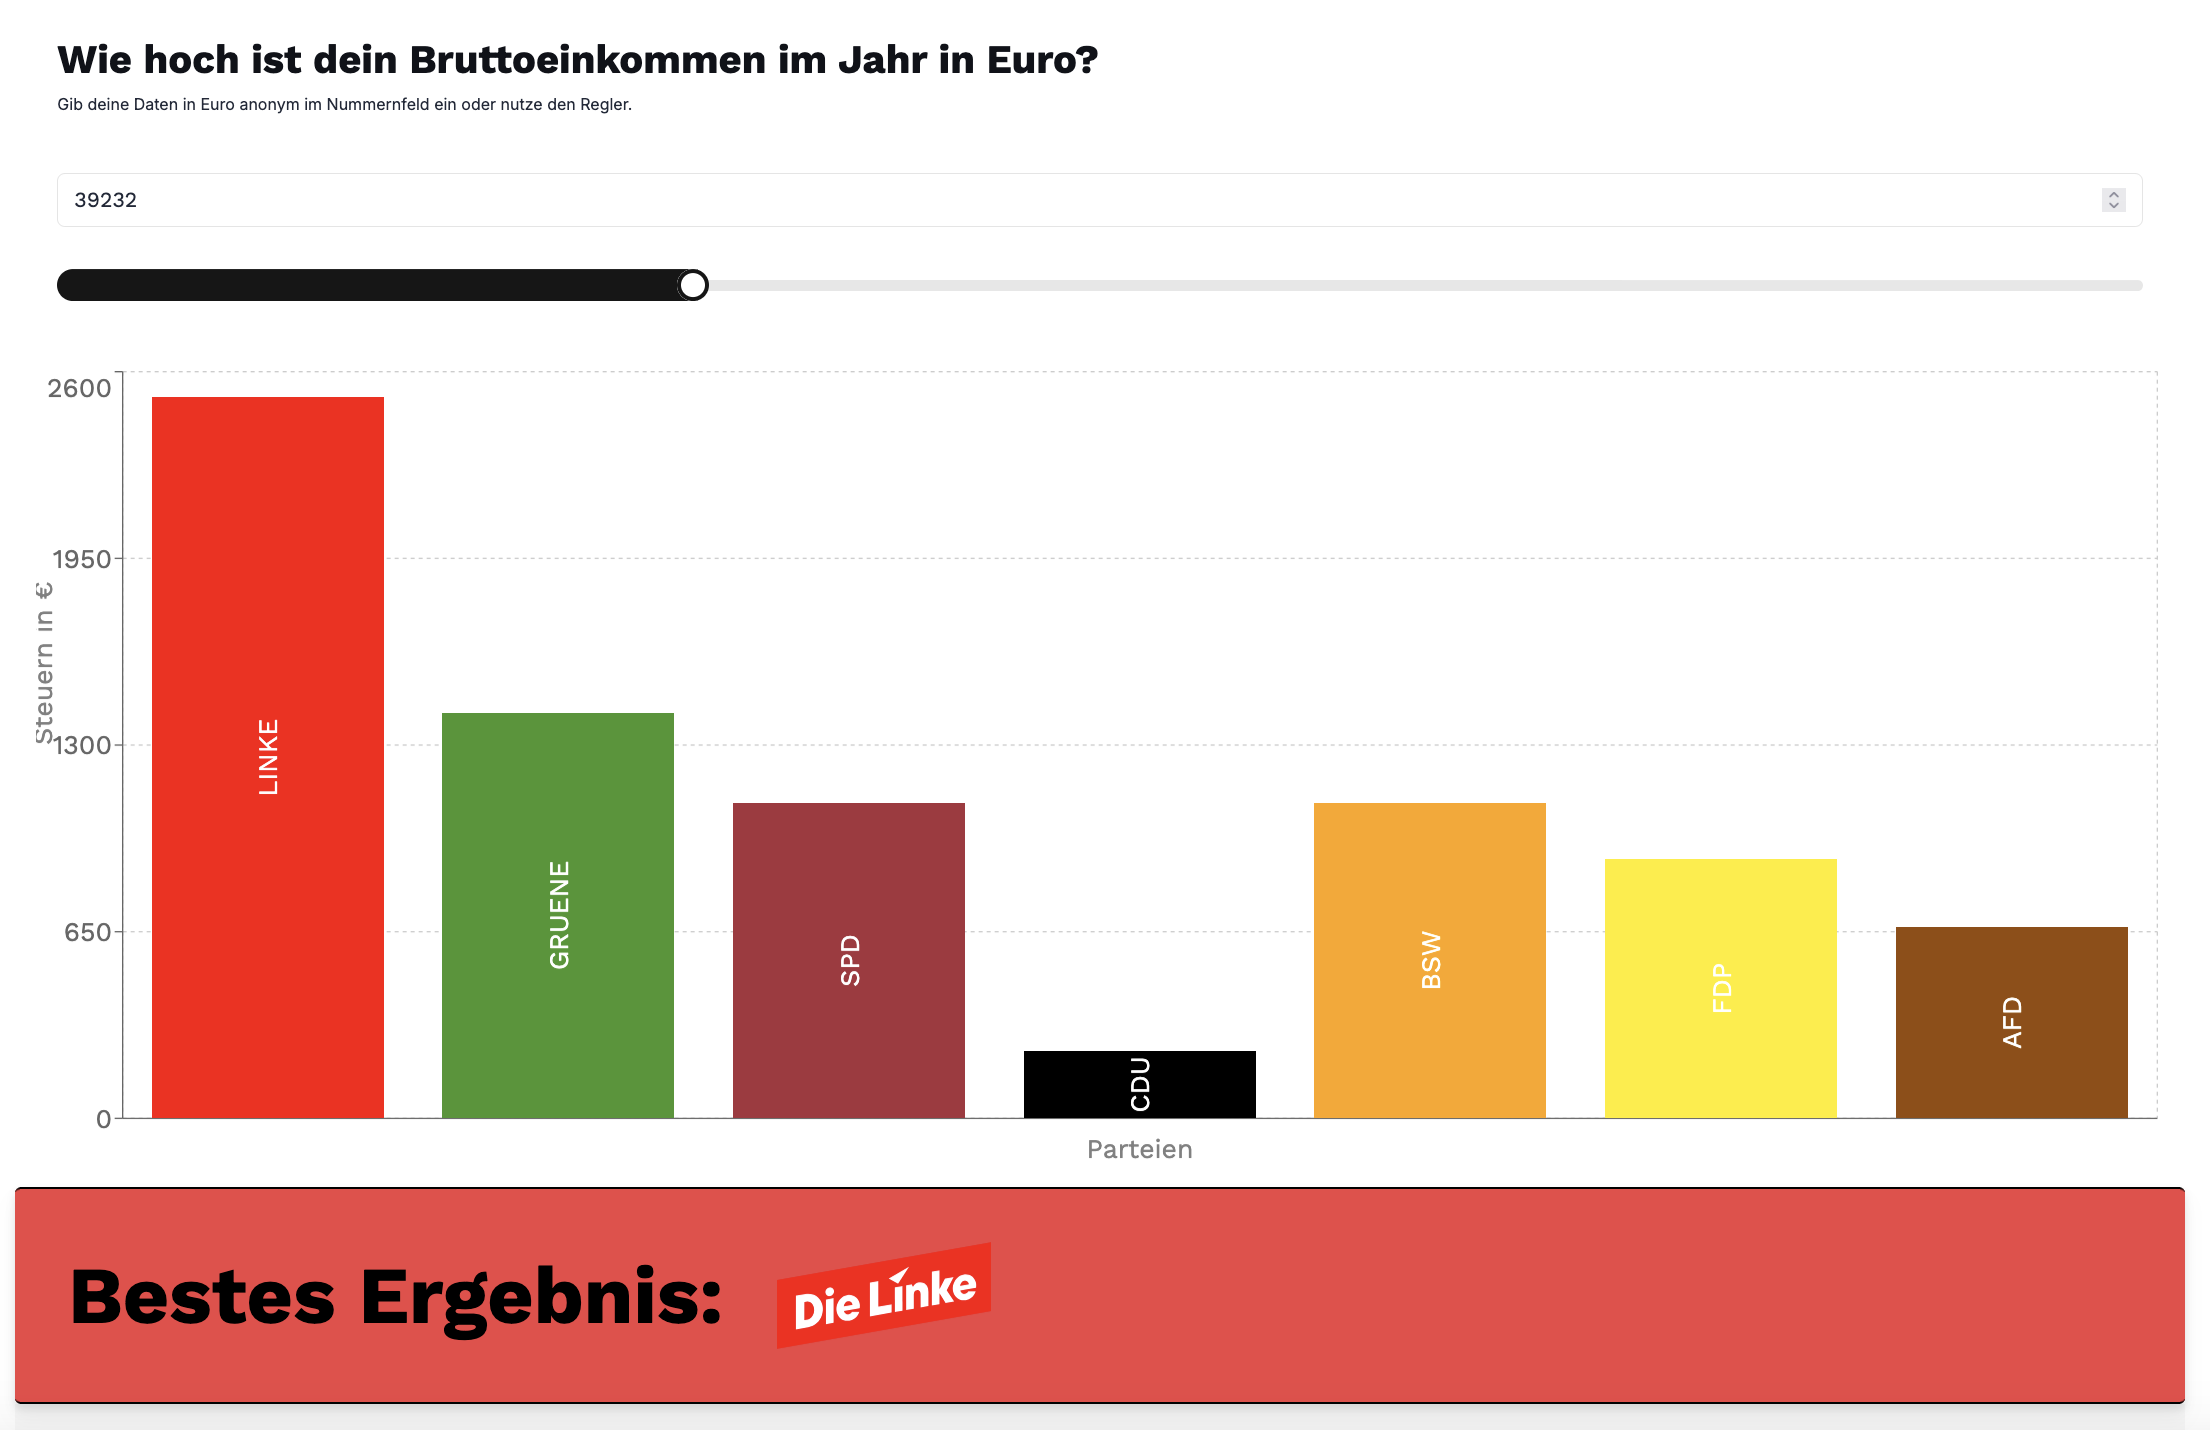 Wie hoch ist dein Bruttoeinkommen im Jahr in Euro?
Gib deine Daten in Euro anonym im Nummernfeld ein oder nutze den Regler.
39232
Steuern in €
2600
1950
1300
650
0
LINKE
GRUENE
SPD
CDU
BSW
FDP
AFD
Parteien
Bestes Ergebnis:
Die Linke